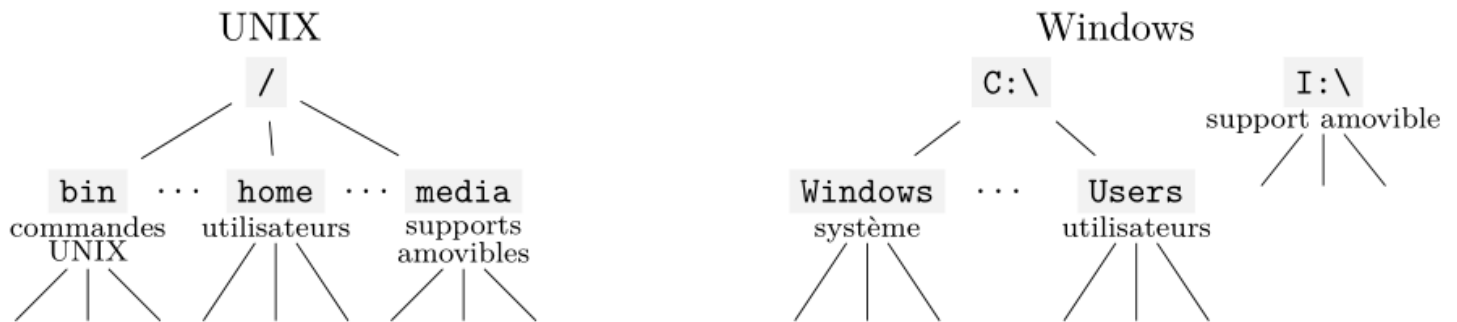 UNIX
/
bin ... home ... media
commandes UNIX
utilisateurs
supports amovibles
Windows
C:\
I:\
support amovible
Windows ... Users
système
utilisateurs